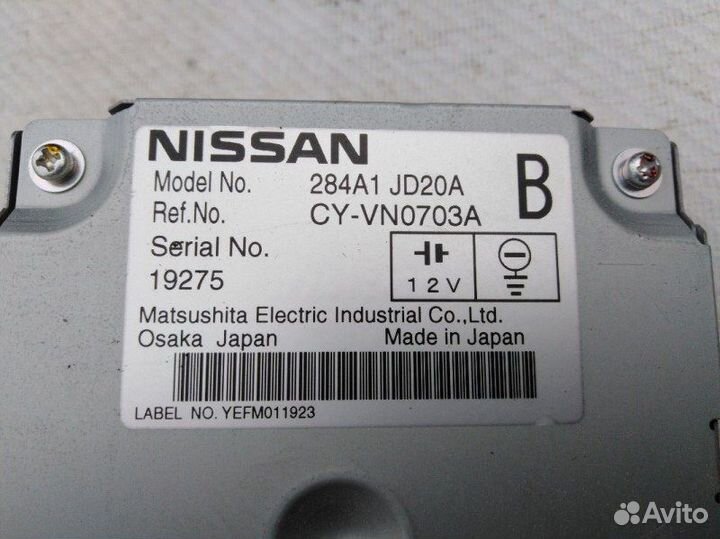 NISSAN
Model No. 284A1 JD20A
Ref.No. CY-VN0703A
B
Serial No.
19275
12V
Matsushita Electric Industrial Co.,Ltd.
Osaka Japan Made in Japan
LABEL NO. YEFM011923
Avito